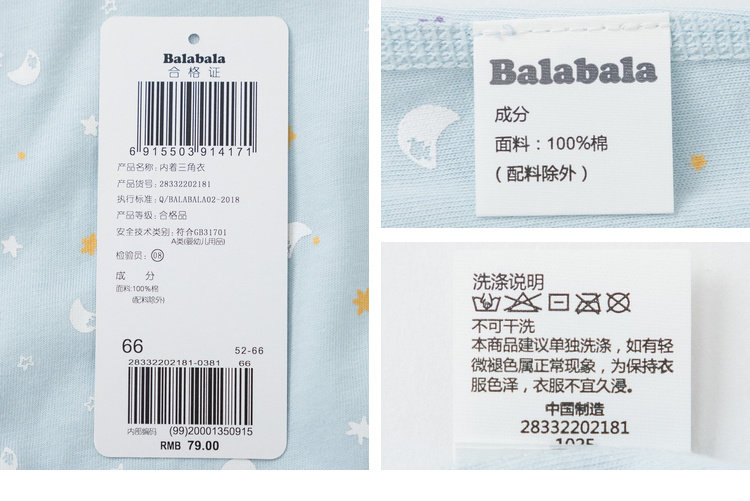 Balabala
合格证
6 915503 914171
产品名称: 内着三角衣
产品货号: 28332202181
执行标准: Q/BALABALA02-2018
产品等级: 合格品
安全技术类别: 符合GB31701
A类(婴幼儿用品)
检验员: 08
成 分
面料:100%棉
(配料除外)
66 52-66
28332202181-0381 66
内部编码 (99)20001350915
RMB 79.00
Balabala
成分
面料：100%棉
(配料除外)
洗涤说明
不可干洗
本商品建议单独洗涤，如有轻
微褪色属正常现象，为保持衣
服色泽，衣服不宜久浸。
中国制造
28332202181
1025